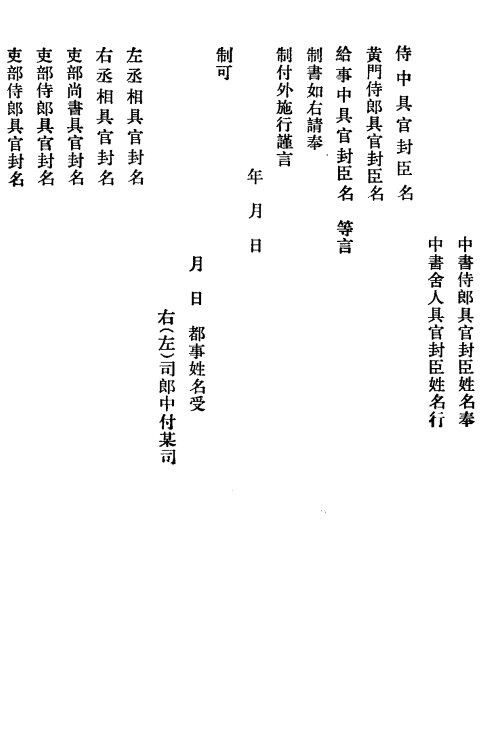 中書侍郎具官封臣姓名奉
中書舍人具官封臣姓名行
侍中具官封臣名
黃門侍郎具官封臣名
給事中具官封臣名 等言
制書如右請奉
制付外施行謹言
年月日
制可
月日都事姓名受
右(左)司郎中付某司
左丞相具官封名
右丞相具官封名
吏部尚書具官封名
吏部侍郎具官封名
吏部侍郎具官封名